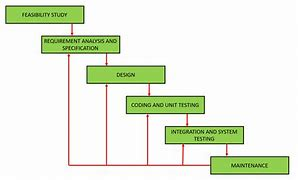 FEASIBILITY STUDY
REQUIREMENT ANALYSIS AND
SPECIFICATION
DESIGN
CODING AND UNIT TESTING
INTEGRATION AND SYSTEM
TESTING
MAINTENANCE